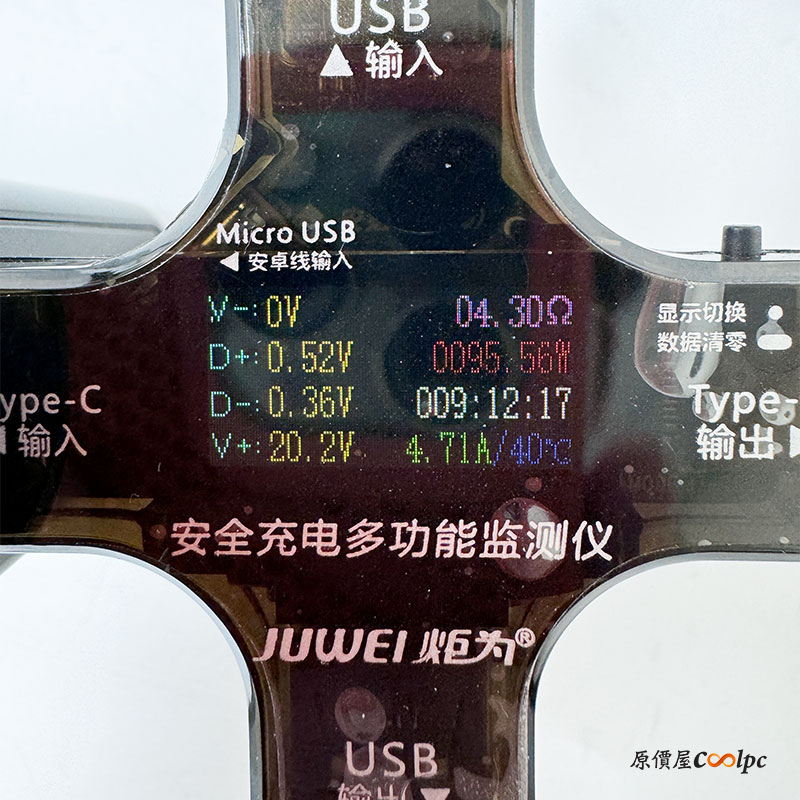 USB
▲ 输入
Micro USB
◀ 安卓线输入
V-:0V 04.30Ω
D+:0.52V 0095.56W
D-:0.36V 009:12:17
V+:20.2V 4.71A/40℃
显示切换
数据清零
ype-C
输入
Type-
输出 ▶
安全充电多功能监测仪
JUWEI 炬为®
USB
输出 ▼
原價屋coolpc